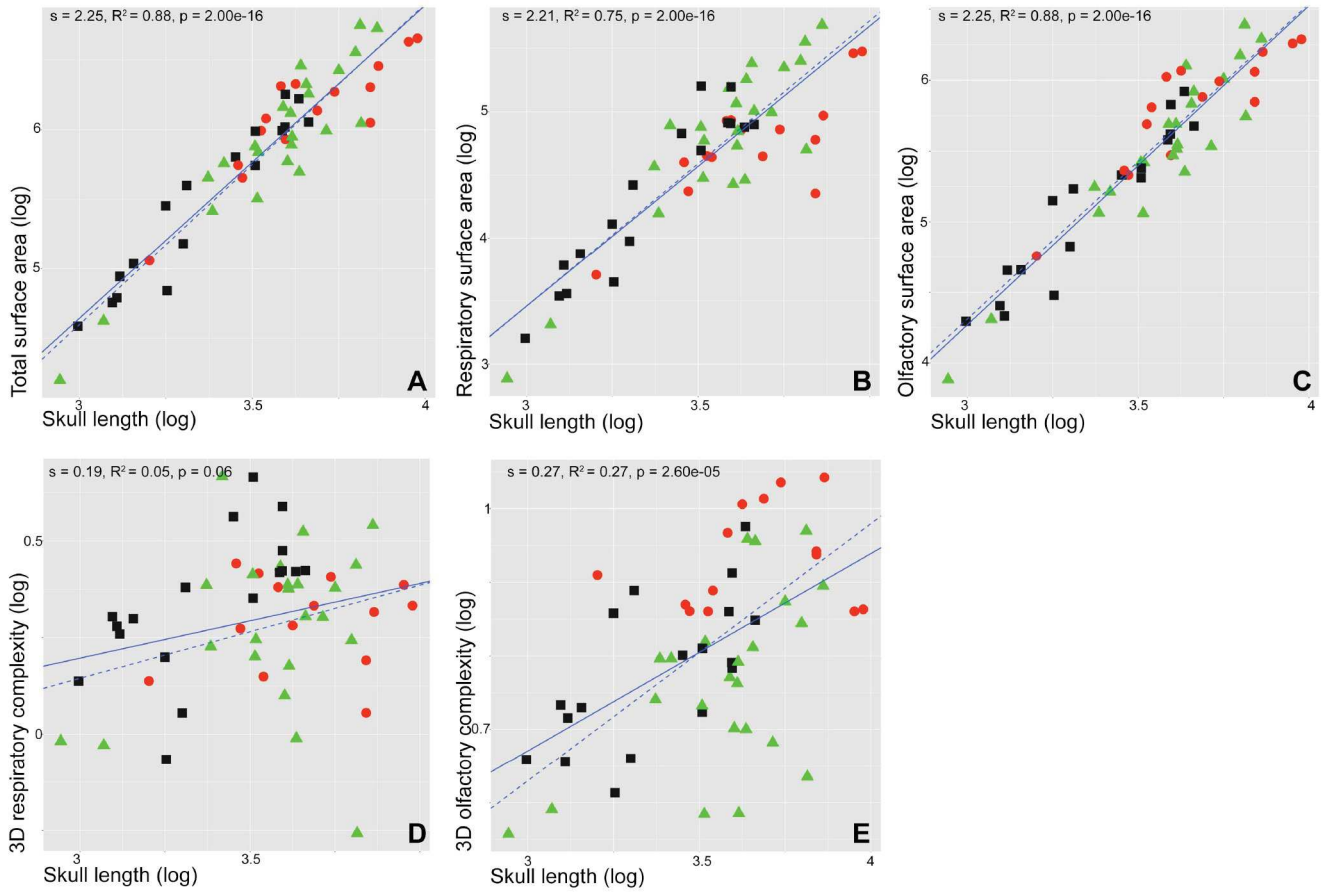 s = 2.25, R² = 0.88, p = 2.00e-16
Total surface area (log)
6
5
A
3
3.5
4
Skull length (log)
s = 2.21, R² = 0.75, p = 2.00e-16
Respiratory surface area (log)
5
4
3
B
3
3.5
4
Skull length (log)
s = 2.25, R² = 0.88, p = 2.00e-16
Olfactory surface area (log)
6
5
4
C
3
3.5
4
Skull length (log)
s = 0.19, R² = 0.05, p = 0.06
3D respiratory complexity (log)
0.5
0
D
3
3.5
Skull length (log)
s = 0.27, R² = 0.27, p = 2.60e-05
3D olfactory complexity (log)
1
0.7
E
3
3.5
4
Skull length (log)